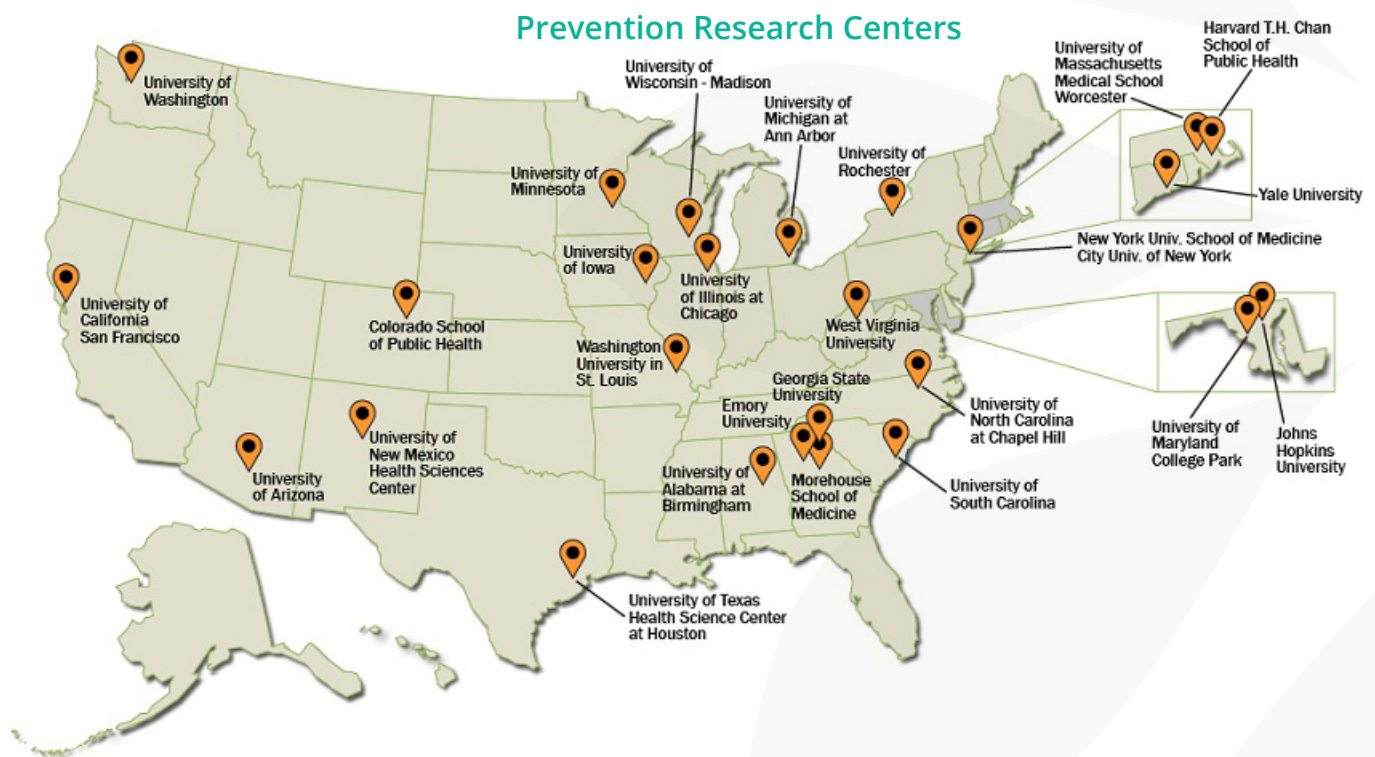 Prevention Research Centers
Harvard T.H. Chan
School of
Public Health
University of
Massachusetts
Medical School
Worcester
University of
Wisconsin - Madison
University of
Michigan at
Ann Arbor
University of
Washington
University of
Rochester
University of
Minnesota
Yale University
New York Univ. School of Medicine
City Univ. of New York
University
of Iowa
University
of Illinois at
Chicago
University of
California
San Francisco
Colorado School
of Public Health
West Virginia
University
Washington
University in
St. Louis
Georgia State
University
Emory
University
University of
North Carolina
at Chapel Hill
University of
Maryland
College Park
Johns
Hopkins
University
University of
New Mexico
Health Sciences
Center
University
of Arizona
University of
Alabama at
Birmingham
Morehouse
School of
Medicine
University of
South Carolina
University of Texas
Health Science Center
at Houston